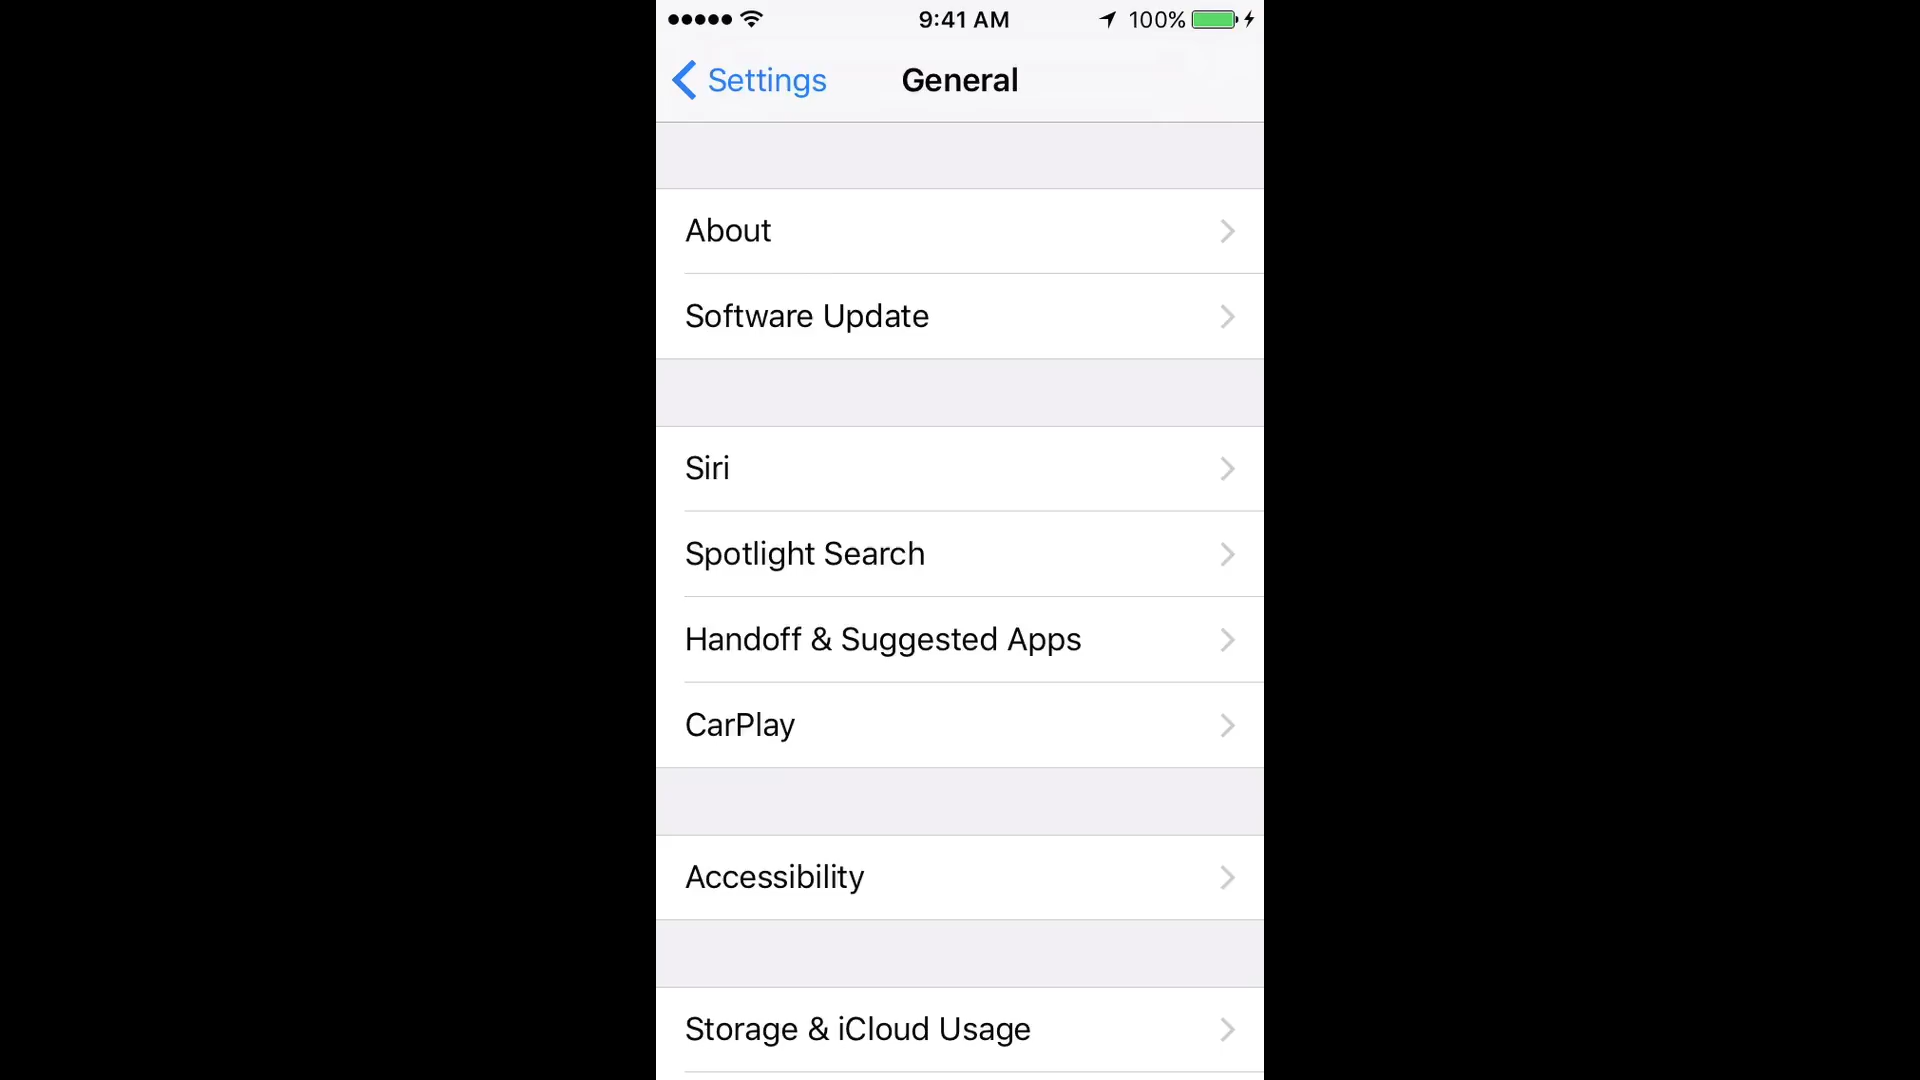 9:41 AM 100%
Settings General
About
Software Update
Siri
Spotlight Search
Handoff & Suggested Apps
CarPlay
Accessibility
Storage & iCloud Usage